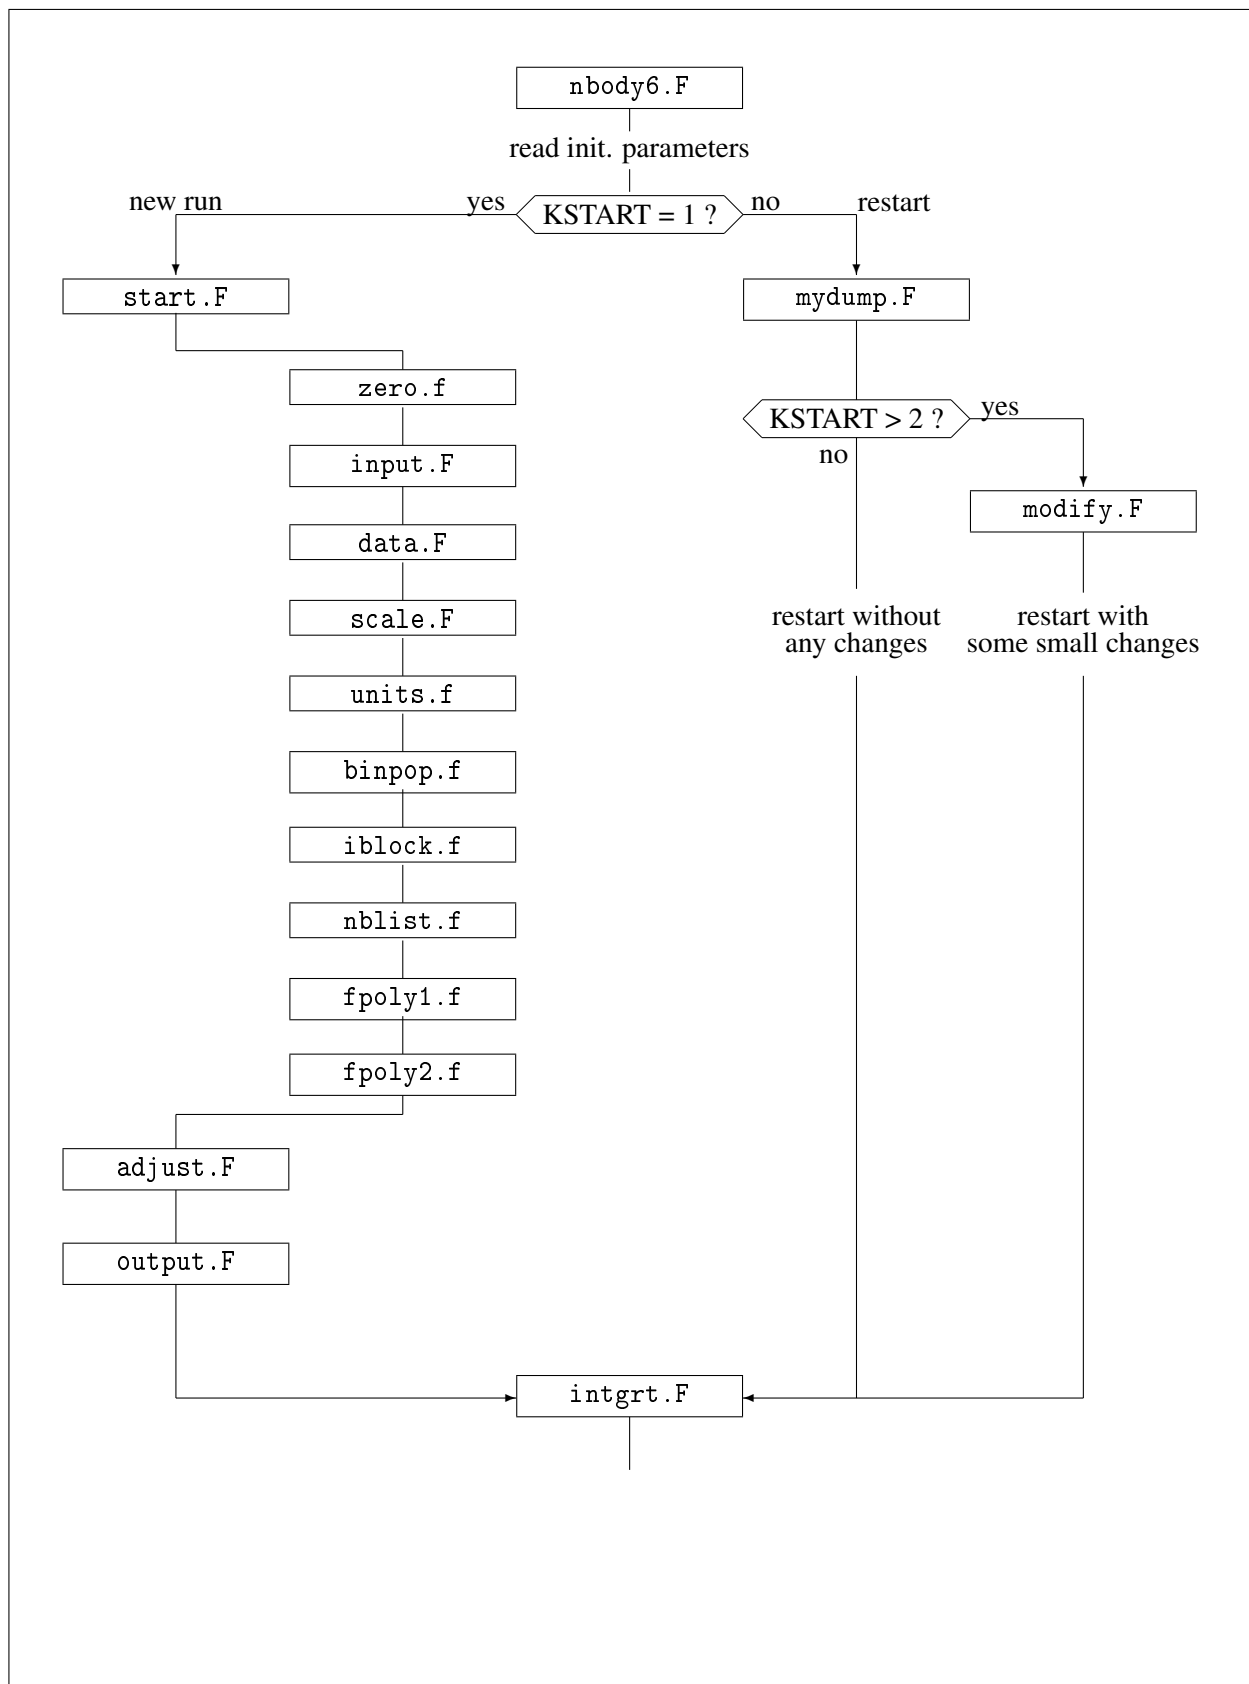 nbody6.F
read init. parameters
new run
yes
KSTART = 1 ?
no
restart
start.F
mydump.F
zero.f
KSTART > 2 ?
yes
no
input.F
modify.F
data.F
scale.F
restart without
any changes
restart with
some small changes
units.f
binpop.f
iblock.f
nblist.f
fpoly1.f
fpoly2.f
adjust.F
output.F
intgrt.F